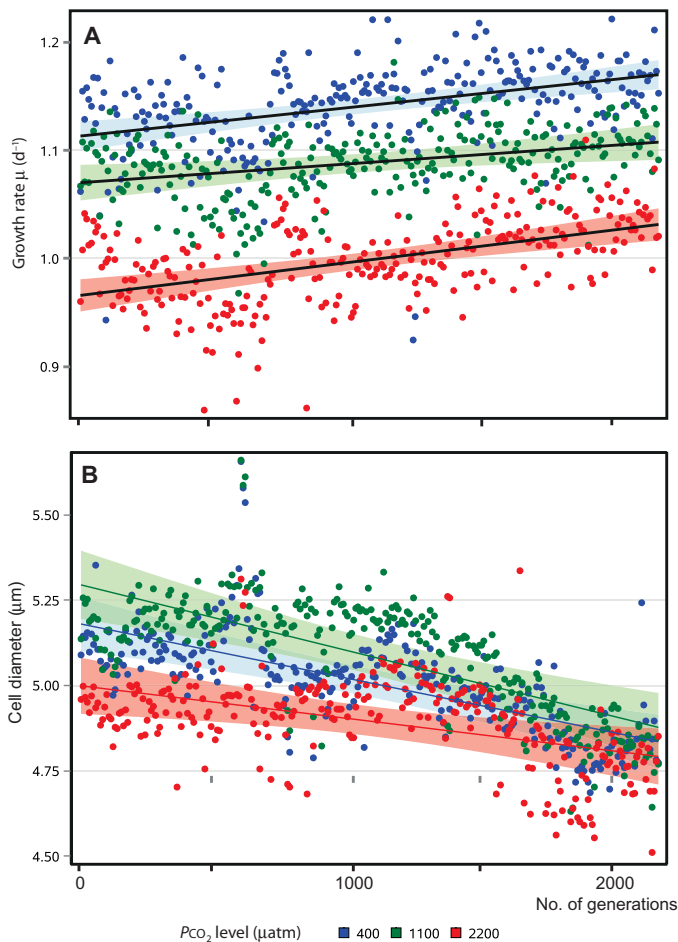 A
1.2
1.1
1.0
0.9
Growth rate μ (d⁻¹)
B
5.50
5.25
5.00
4.75
4.50
Cell diameter (μm)
0 1000 2000
No. of generations
PCO₂ level (μatm) 400 1100 2200